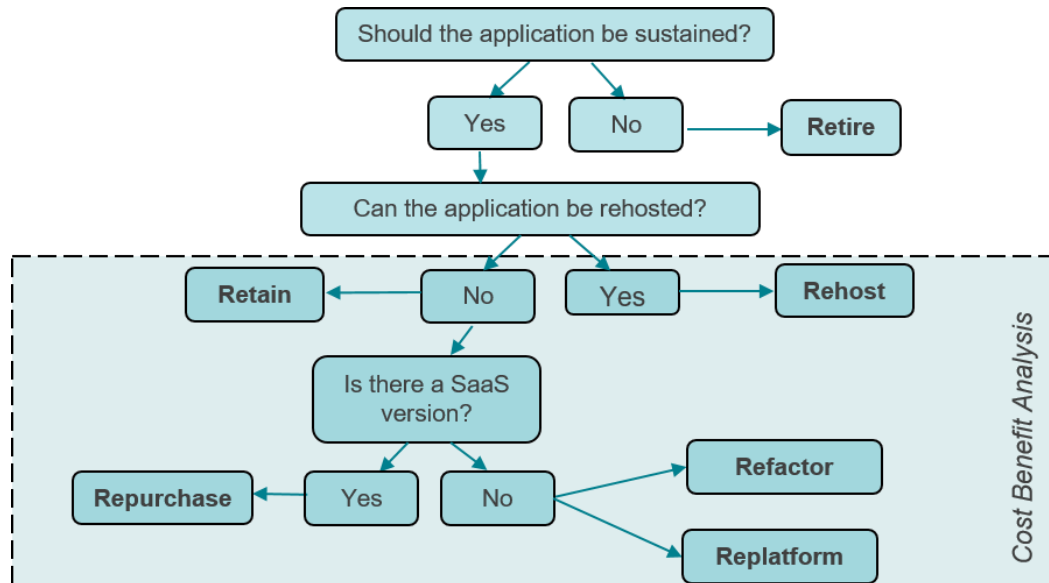 Should the application be sustained?
Yes
No
Retire
Can the application be rehosted?
Retain
No
Yes
Rehost
Is there a SaaS
version?
Repurchase
Yes
No
Refactor
Replatform
Cost Benefit Analysis